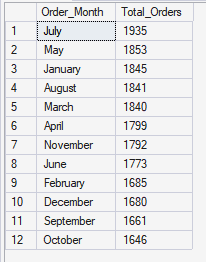 Order_Month Total_Orders
1 July 1935
2 May 1853
3 January 1845
4 August 1841
5 March 1840
6 April 1799
7 November 1792
8 June 1773
9 February 1685
10 December 1680
11 September 1661
12 October 1646